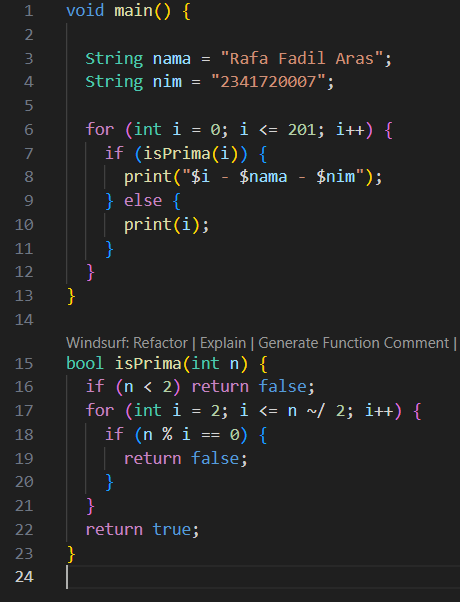 1 void main() {
2
3   String nama = "Rafa Fadil Aras";
4   String nim = "2341720007";
5
6   for (int i = 0; i <= 201; i++) {
7     if (isPrima(i)) {
8       print("$i - $nama - $nim");
9     } else {
10       print(i);
11     }
12   }
13 }
14
Windsurf: Refactor | Explain | Generate Function Comment |
15 bool isPrima(int n) {
16   if (n < 2) return false;
17   for (int i = 2; i <= n ~/ 2; i++) {
18     if (n % i == 0) {
19       return false;
20     }
21   }
22   return true;
23 }
24